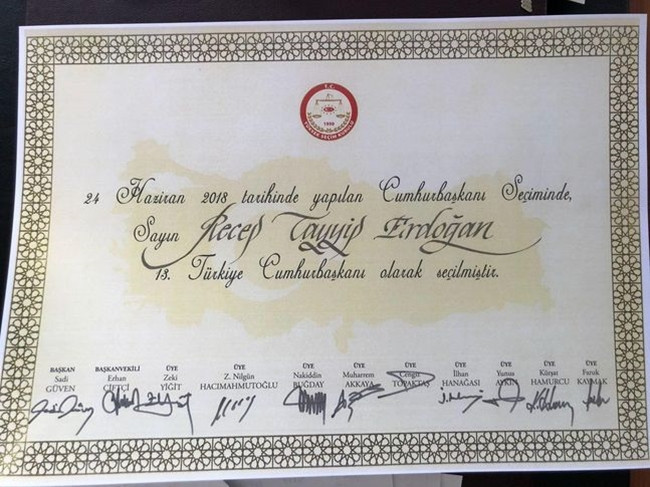 T.C.
1950
YÜKSEK SEÇİM KURULU
24 Haziran 2018 tarihinde yapılan Cumhurbaşkanı Seçiminde,
Sayın Recep Tayyip Erdoğan
13. Türkiye Cumhurbaşkanı olarak seçilmiştir.
BAŞKAN BAŞKANVEKİLİ ÜYE ÜYE ÜYE ÜYE ÜYE ÜYE ÜYE ÜYE ÜYE
Sadi Erhan Zeki Z. Nilgün Nakiddin Muharrem Cengiz İlhan Yunus Kürşat Faruk
GÜVEN ÇİFTÇİ YİĞİT HACIMAHMUTOĞLU BUĞDAY AKKAYA TOPAKTAŞ HANAĞASI AYKIN HAMURCU KAYMAK